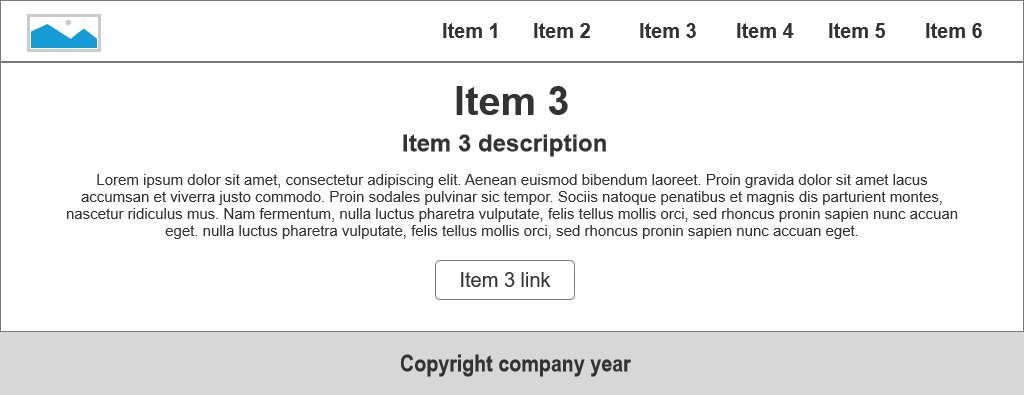 Item 1 Item 2 Item 3 Item 4 Item 5 Item 6
Item 3
Item 3 description
Lorem ipsum dolor sit amet, consectetur adipiscing elit. Aenean euismod bibendum laoreet. Proin gravida dolor sit amet lacus
accumsan et viverra justo commodo. Proin sodales pulvinar sic tempor. Sociis natoque penatibus et magnis dis parturient montes,
nascetur ridiculus mus. Nam fermentum, nulla luctus pharetra vulputate, felis tellus mollis orci, sed rhoncus pronin sapien nunc accuan
eget. nulla luctus pharetra vulputate, felis tellus mollis orci, sed rhoncus pronin sapien nunc accuan eget.
Item 3 link
Copyright company year